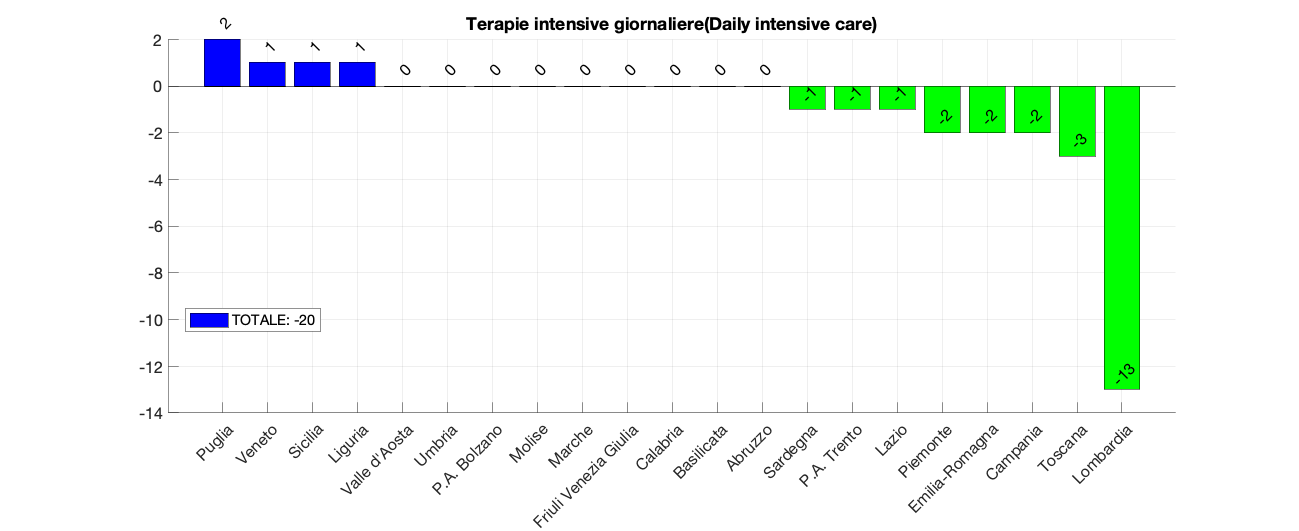 Terapie intensive giornaliere(Daily intensive care)
2
0
-2
-4
-6
-8
-10
-12
-14
2
1
1
1
0
0
0
0
0
0
0
0
0
-1
-1
-1
-2
-2
-2
-3
-13
TOTALE: -20
Puglia
Veneto
Sicilia
Liguria
Valle d'Aosta
Umbria
P.A. Bolzano
Molise
Marche
Friuli Venezia Giulia
Calabria
Basilicata
Abruzzo
Sardegna
P.A. Trento
Lazio
Piemonte
Emilia-Romagna
Campania
Toscana
Lombardia